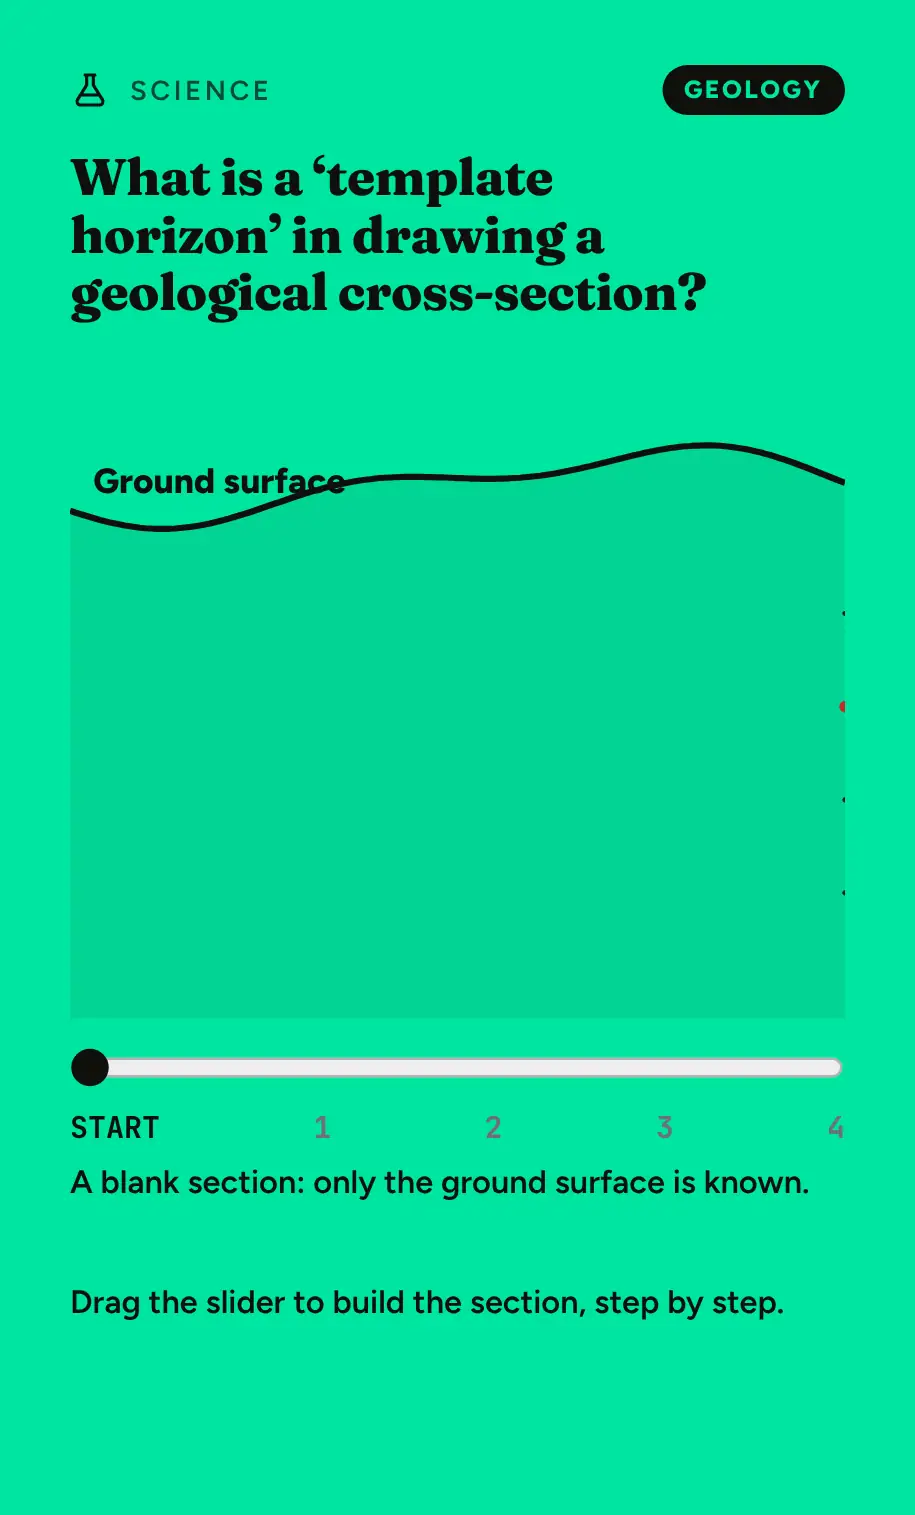 SCIENCE
GEOLOGY
What is a ‘template
horizon’ in drawing a
geological cross-section?
Ground surface
START 1 2 3 4
A blank section: only the ground surface is known.
Drag the slider to build the section, step by step.